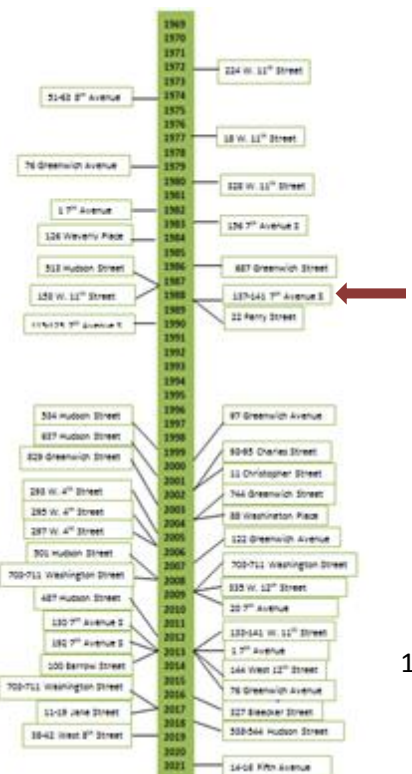 1969
1970
1971
1972
224 W. 11th Street
1973
51-63 8th Avenue
1974
1975
1976
1977
18 W. 11th Street
1978
76 Greenwich Avenue
1979
1980
328 W. 11th Street
1981
1 7th Avenue
1982
1983
156 7th Avenue S
126 Waverly Place
1984
1985
513 Hudson Street
1986
687 Greenwich Street
1987
150 W. 11th Street
1988
137-141 7th Avenue S
1989
22 Perry Street
7th Avenue S
1990
1991
1992
1993
1994
1995
1996
534 Hudson Street
97 Greenwich Avenue
1997
637 Hudson Street
1998
829 Greenwich Street
1999
Charles Street
2000
11 Christopher Street
2001
293 W. 4th Street
2002
744 Greenwich Street
295 W. 4th Street
2003
Washington Place
2004
297 W. 4th Street
2005
122 Greenwich Avenue
501 Hudson Street
2006
2007
703-711 Washington Street
703-711 Washington Street
2008
535 W. 12th Street
487 Hudson Street
2009
20 7th Avenue
2010
130 7th Avenue S
2011
133-141 W. 11th Street
192 7th Avenue S
2012
1 7th Avenue
100 Barrow Street
2013
144 West 12th Street
1
2014
703-711 Washington Street
2015
76 Greenwich Avenue
2016
327 Bleecker Street
11-19 Jane Street
2017
2018
538-544 Hudson Street
38-42 West 8th Street
2019
2020
2021
14-16 Fifth Avenue